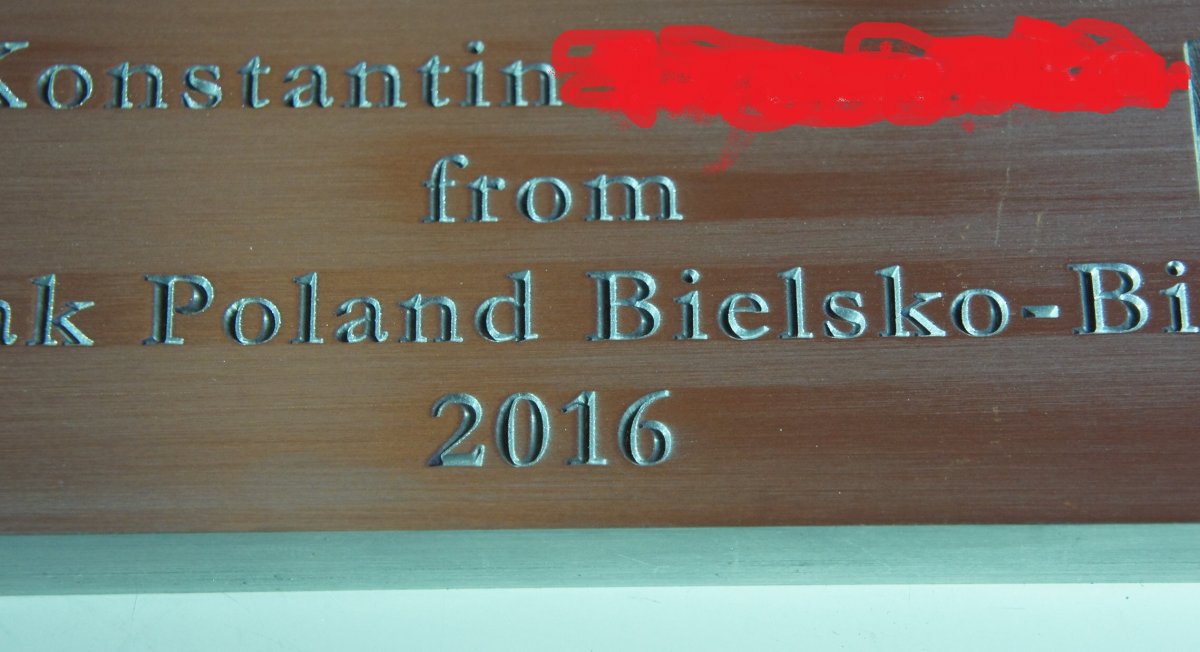 Konstantin
from
nk Poland Bielsko-Bi
2016